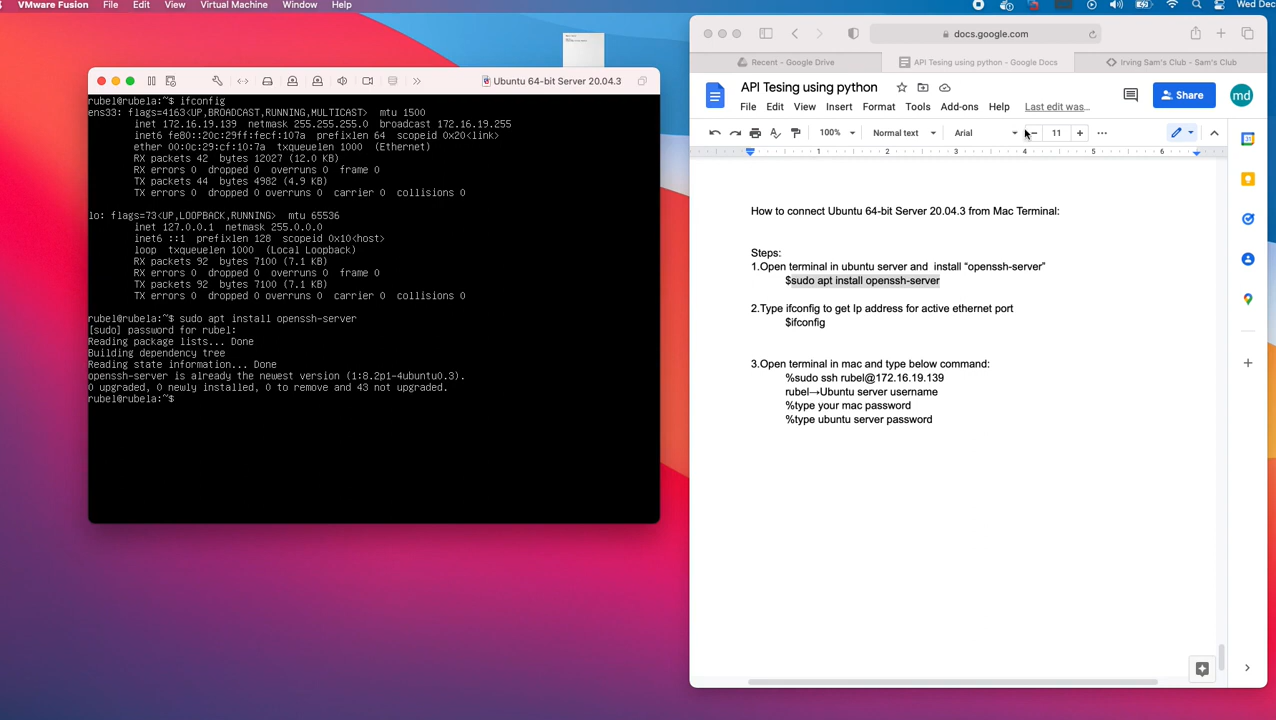 VMware Fusion File Edit View Virtual Machine Window Help
Wed Dec
Ubuntu 64-bit Server 20.04.3
rubel@rubela:~$ ifconfig
ens33: flags=4163<UP,BROADCAST,RUNNING,MULTICAST> mtu 1500
inet 172.16.19.139 netmask 255.255.255.0 broadcast 172.16.19.255
inet6 fe80::20c:29ff:fecf:107a prefixlen 64 scopeid 0x20<link>
ether 00:0c:29:cf:10:7a txqueuelen 1000 (Ethernet)
RX packets 42 bytes 12027 (12.0 KB)
RX errors 0 dropped 0 overruns 0 frame 0
TX packets 44 bytes 4982 (4.9 KB)
TX errors 0 dropped 0 overruns 0 carrier 0 collisions 0
lo: flags=73<UP,LOOPBACK,RUNNING> mtu 65536
inet 127.0.0.1 netmask 255.0.0.0
inet6 ::1 prefixlen 128 scopeid 0x10<host>
loop txqueuelen 1000 (Local Loopback)
RX packets 92 bytes 7100 (7.1 KB)
RX errors 0 dropped 0 overruns 0 frame 0
TX packets 92 bytes 7100 (7.1 KB)
TX errors 0 dropped 0 overruns 0 carrier 0 collisions 0
rubel@rubela:~$ sudo apt install openssh-server
[sudo] password for rubel:
Reading package lists... Done
Building dependency tree
Reading state information... Done
openssh-server is already the newest version (1:8.2p1-4ubuntu0.3).
0 upgraded, 0 newly installed, 0 to remove and 43 not upgraded.
rubel@rubela:~$
docs.google.com
Recent - Google Drive
API Tesing using python - Google Docs
Irving Sam's Club - Sam's Club
API Tesing using python
File Edit View Insert Format Tools Add-ons Help Last edit was...
Share
md
100% Normal text Arial 11
1 2 3 4 5 6
How to connect Ubuntu 64-bit Server 20.04.3 from Mac Terminal:
Steps:
1.Open terminal in ubuntu server and install “openssh-server”
$sudo apt install openssh-server
2.Type ifconfig to get Ip address for active ethernet port
$ifconfig
3.Open terminal in mac and type below command:
%sudo ssh rubel@172.16.19.139
rubel→Ubuntu server username
%type your mac password
%type ubuntu server password